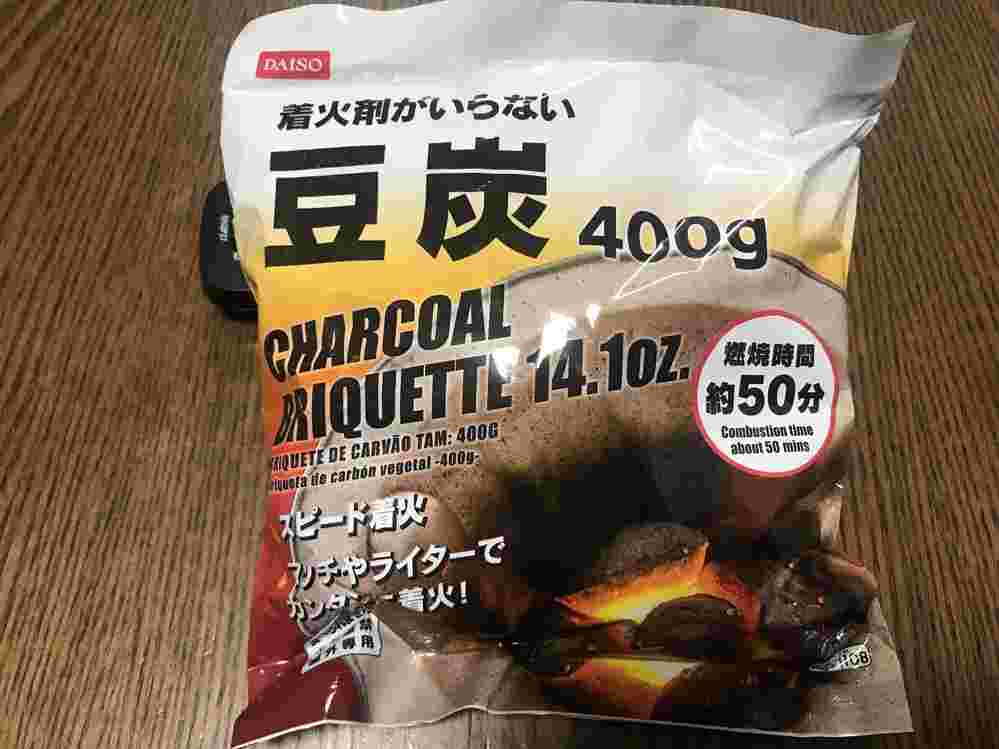 DAISO
着火剤がいらない
豆炭 400g
CHARCOAL
BRIQUETTE 14.1oz.
RIQUETE DE CARVÃO TAM: 400G
riqueta de carbón vegetal -400g-
燃焼時間
約50分
Combustion time
about 50 mins
スピード着火
マッチやライターで
着火!